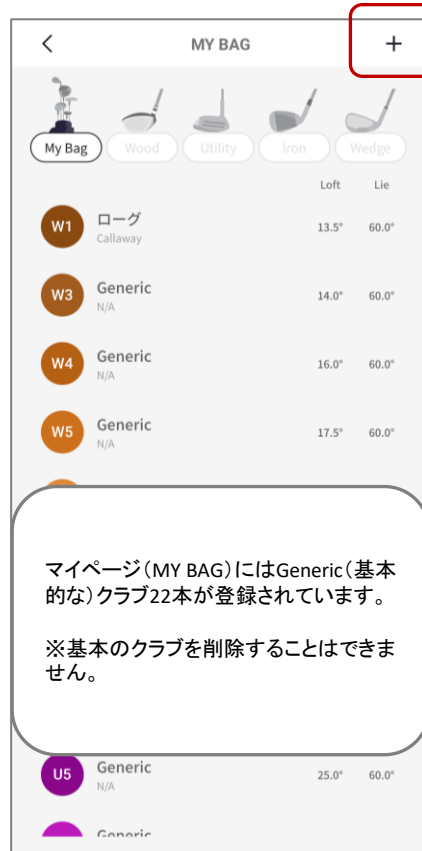 MY BAG +
My Bag Wood Utility Iron Wedge
Loft Lie
W1 ローグ 13.5° 60.0°
Callaway
W3 Generic 14.0° 60.0°
N/A
W4 Generic 16.0° 60.0°
N/A
W5 Generic 17.5° 60.0°
N/A
マイページ（MY BAG）にはGeneric（基本
的な）クラブ22本が登録されています。
※基本のクラブを削除することはできま
せん。
U5 Generic 25.0° 60.0°
N/A
Generic